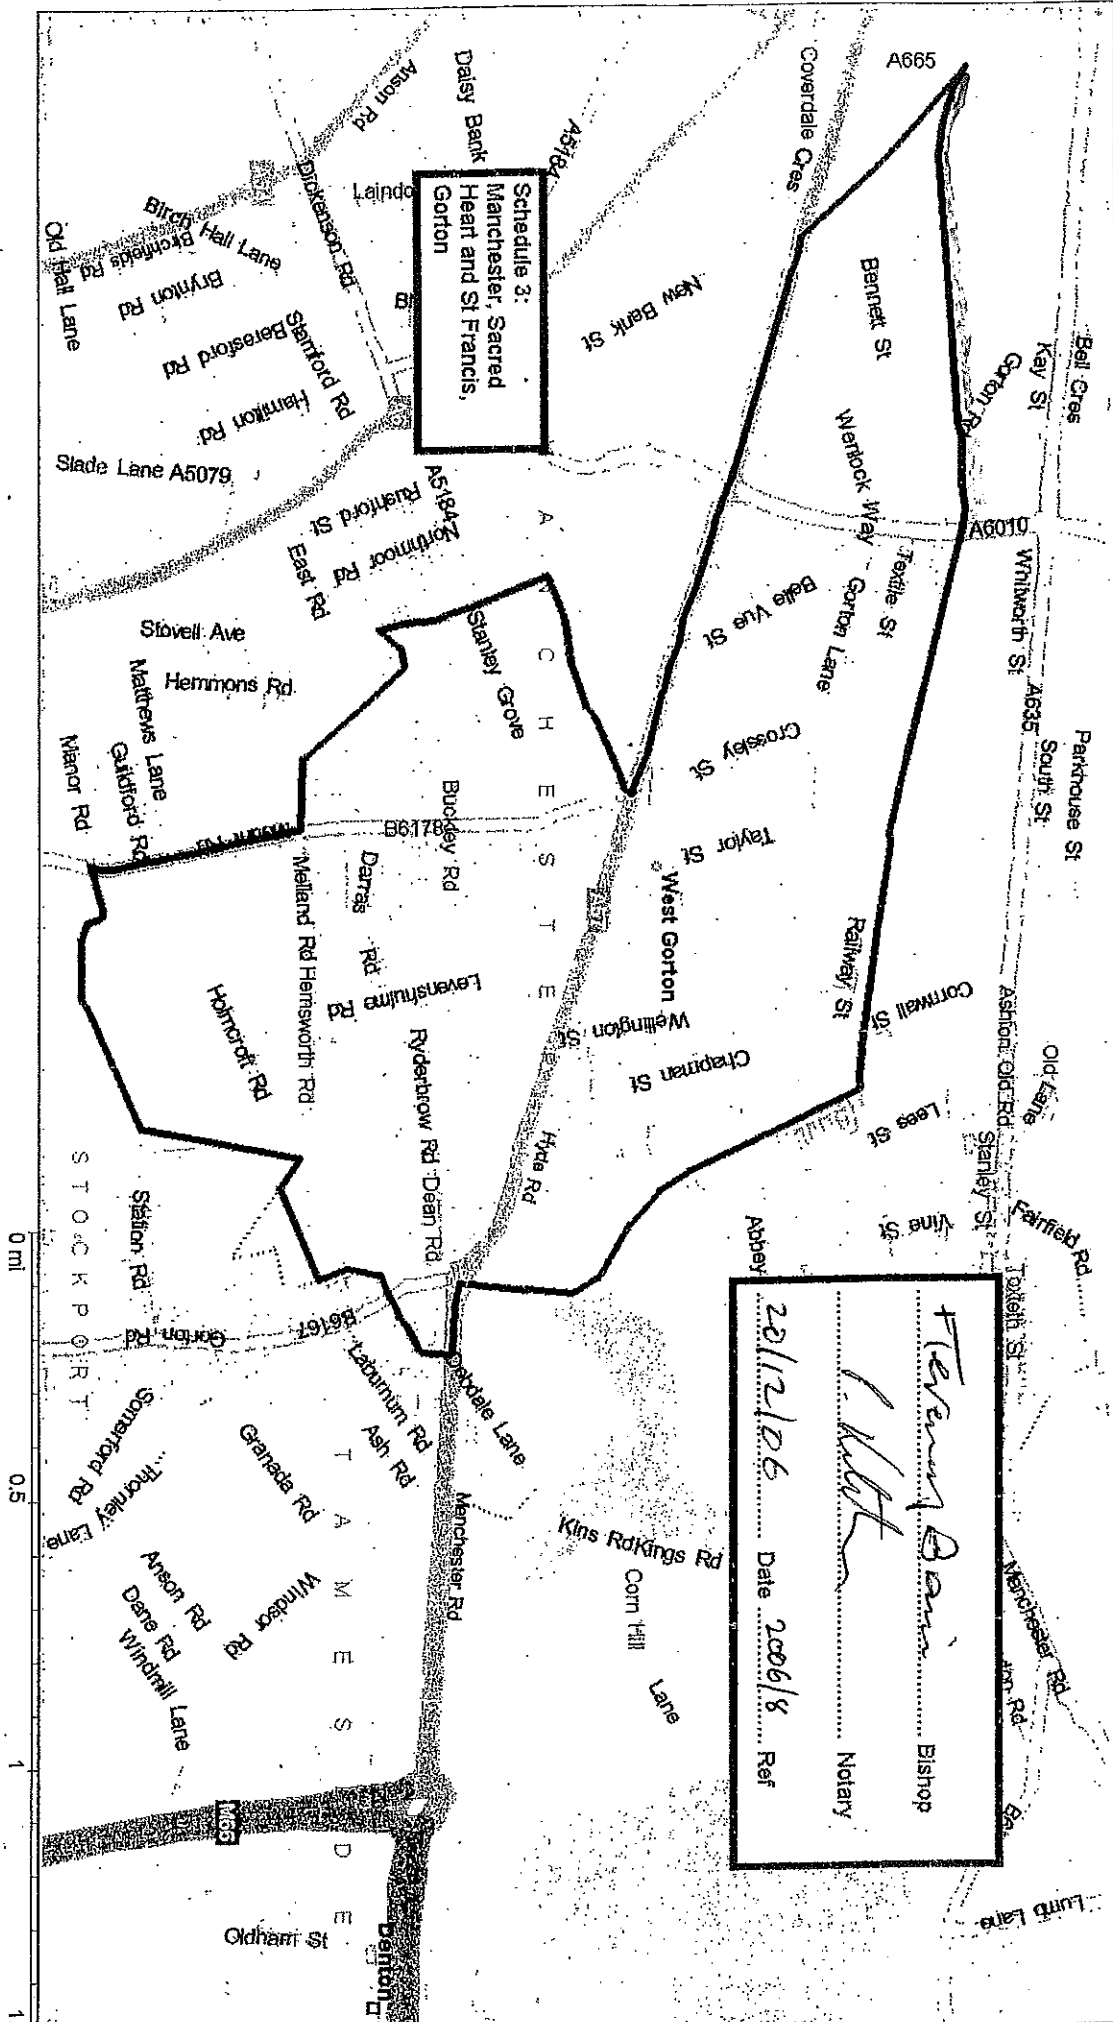 A665
Coverdale Cres
Daisy Bank
A5184
Anson Rd
Dickenson Rd
Birch Hall Lane
Birchfields Rd
Old Hall Lane
Brynton Rd
Beresford Rd
Stamford Rd
Hamilton Rd
Slade Lane A5079
Schedule 3:
Manchester, Sacred
Heart and St Francis,
Gorton
New Bank St
Bennett St
Gorton Rd
Kay St
Bell Cres
Wenlock Way
A6010
Textile St
Gorton Lane
Belle Vue St
Whitworth St
A635
South St
Parkhouse St
Rushford St
Northmoor Rd
East Rd
Stovell Ave
Hemmons Rd
Matthews Lane
Guildford Rd
Manor Rd
Stanley Grove
Crossley St
Taylor St
West Gorton
Buckley Rd
B6178
Darras Rd
Melland Rd
Hemsworth Rd
Levenshulme Rd
Holmcroft Rd
Ryderbrow Rd
Dean Rd
Hyde Rd
Wellington St
Chapman St
Railway St
Cornwall St
Lees St
Ashton Old Rd
Old Lane
Stanley St
Vine St
Fairfield Rd
Toxteth St
Abbey
M A N C H E S T E
S T O C K P O R T
Station Rd
Gorton Rd
B6167
Laburnum Rd
Ash Rd
Debdale Lane
Manchester Rd
Granada Rd
Somerford Rd
Thornley Lane
Windsor Rd
Anson Rd
Dane Rd
Windmill Lane
T A M E S I D E
Kins Rd
Kings Rd
Corn Hill
Lane
Manchester Rd
Lumb Lane
M66
Denton
Oldham St
Bishop
Notary
20/12/06 Date 2006/8 Ref
0 mi
0.5
1